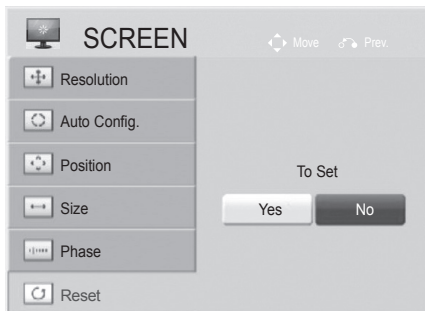 SCREEN
Move Prev.
Resolution
Auto Config.
Position
Size
Phase
Reset
To Set
Yes No